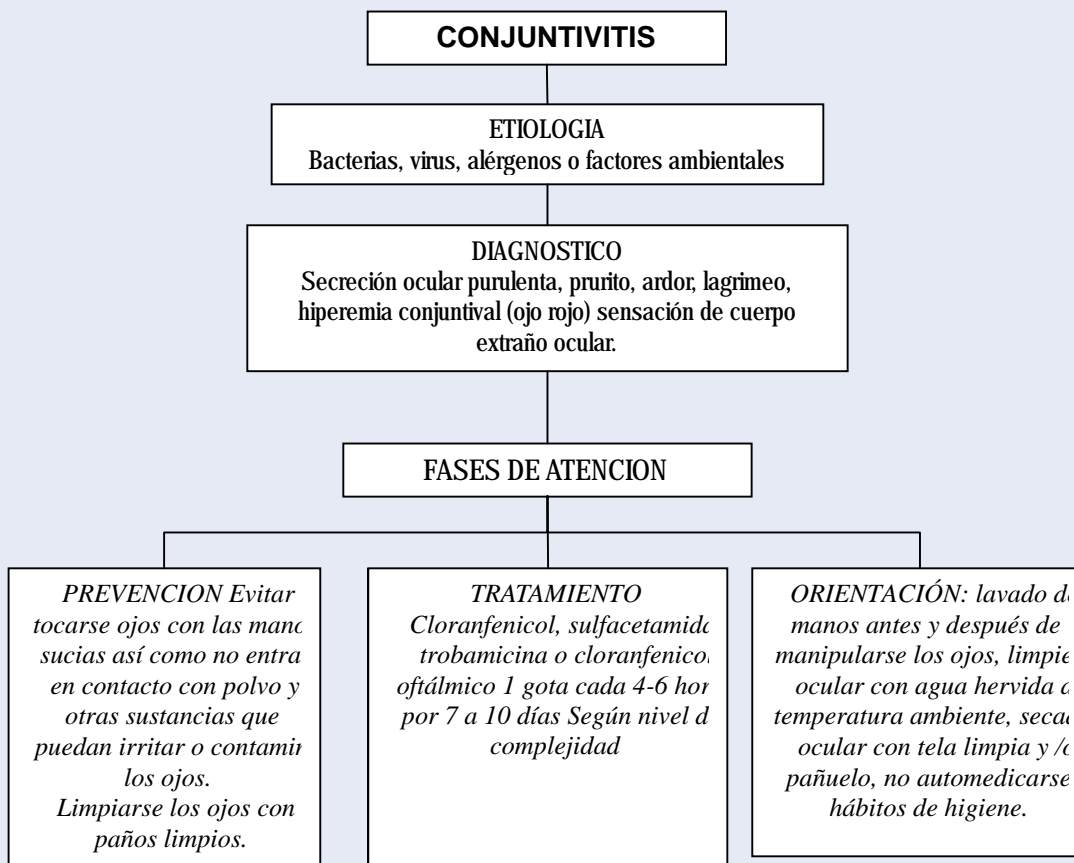 CONJUNTIVITIS
ETIOLOGIA
Bacterias, virus, alérgenos o factores ambientales
DIAGNOSTICO
Secreción ocular purulenta, prurito, ardor, lagrimeo,
hiperemia conjuntival (ojo rojo) sensación de cuerpo
extraño ocular.
FASES DE ATENCION
PREVENCION Evitar
tocarse ojos con las
sucias así como no
en contacto con polvo y
otras sustancias que
puedan irritar o
los ojos.
Limpiarse los ojos con
paños limpios.
TRATAMIENTO
Cloranfenicol,
trobamicina o
oftálmico 1 gota cada 4-6
por 7 a 10 días Según nivel
complejidad
ORIENTACIÓN: lavado
manos antes y después de
manipularse los ojos,
ocular con agua hervida
temperatura ambiente,
ocular con tela limpia y
pañuelo, no automedicarse
hábitos de higiene.